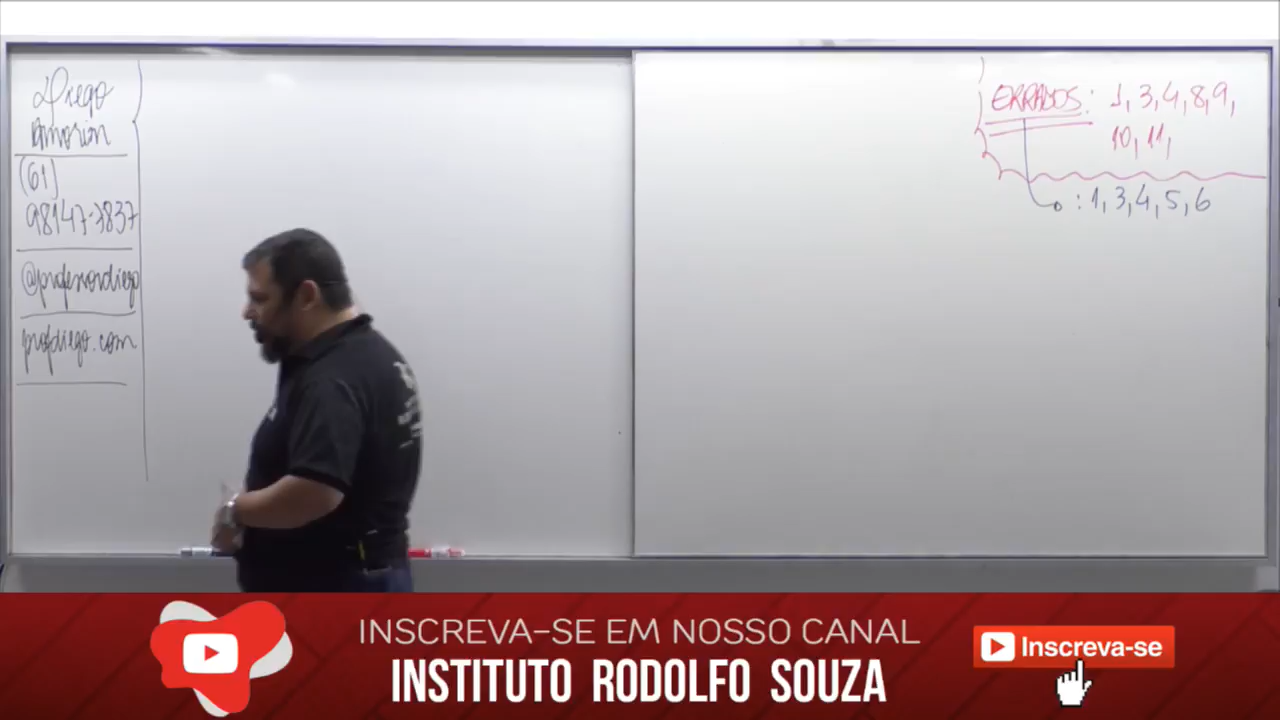 Diego
Amorim
(61)
98147-7837
@professordiego
profdiego.com
ERRADOS: 1, 3, 4, 8, 9,
10, 11,
: 1, 3, 4, 5, 6
INSCREVA-SE EM NOSSO CANAL
INSTITUTO RODOLFO SOUZA
Inscreva-se